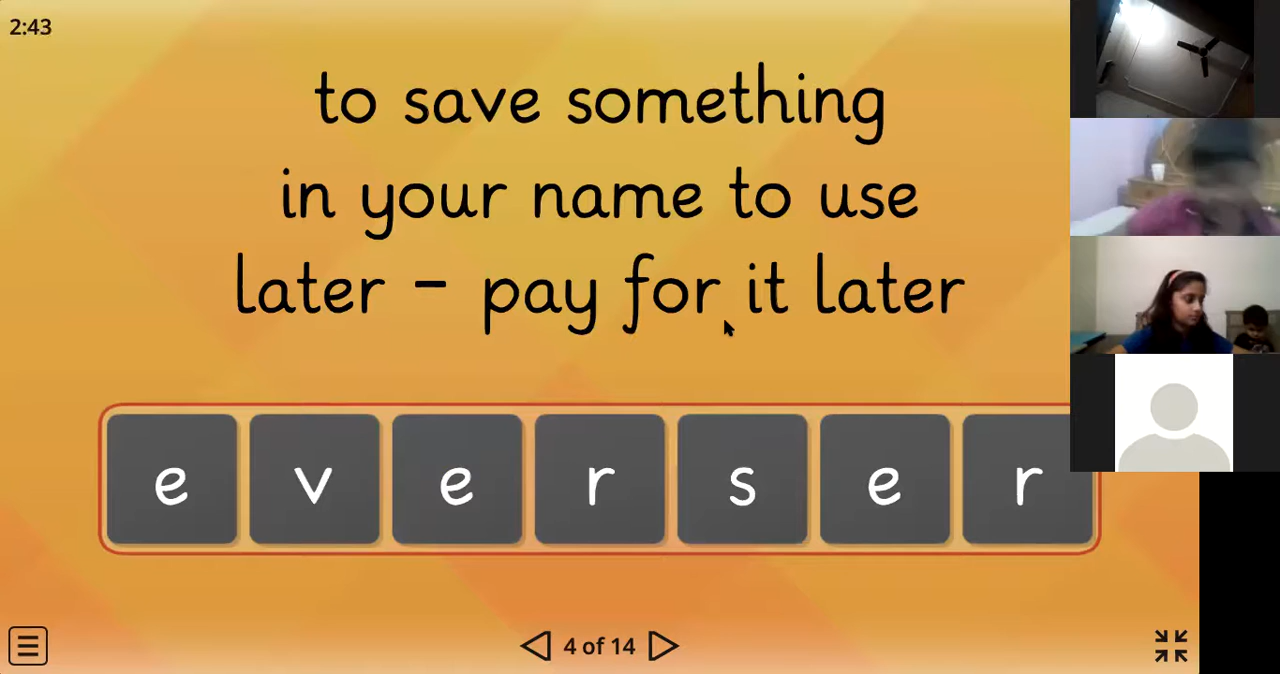 2:43
to save something
in your name to use
later - pay for it later
e v e r s e r
4 of 14